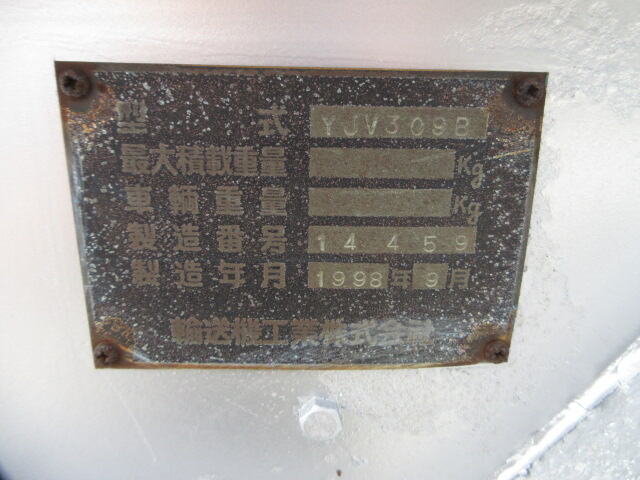 型式 YJV309B
最大積載重量 Kg
車輌重量 Kg
製造番号 14459
製造年月 1998年9月
輸送機工業株式会社